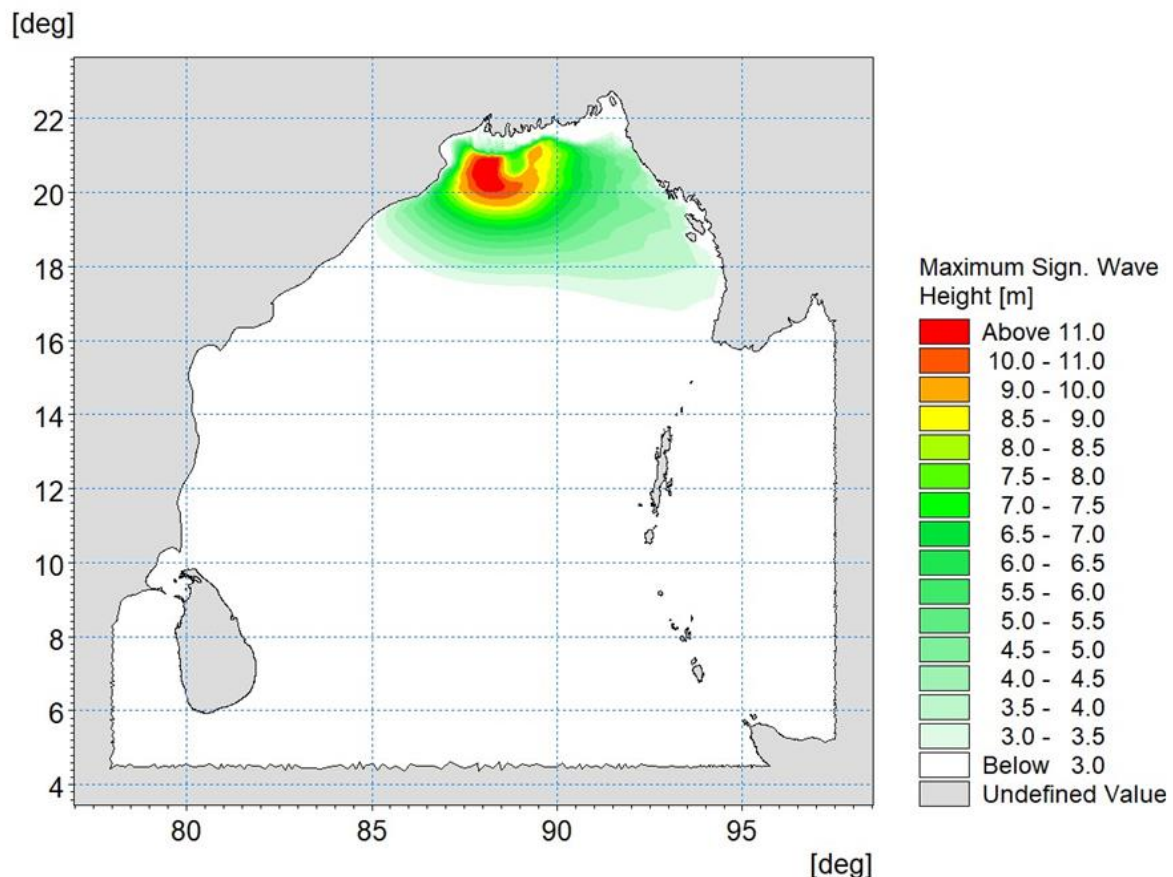 [deg]
22
20
18
16
14
12
10
8
6
4
80 85 90 95
[deg]
Maximum Sign. Wave
Height [m]
Above 11.0
10.0 - 11.0
9.0 - 10.0
8.5 - 9.0
8.0 - 8.5
7.5 - 8.0
7.0 - 7.5
6.5 - 7.0
6.0 - 6.5
5.5 - 6.0
5.0 - 5.5
4.5 - 5.0
4.0 - 4.5
3.5 - 4.0
3.0 - 3.5
Below 3.0
Undefined Value